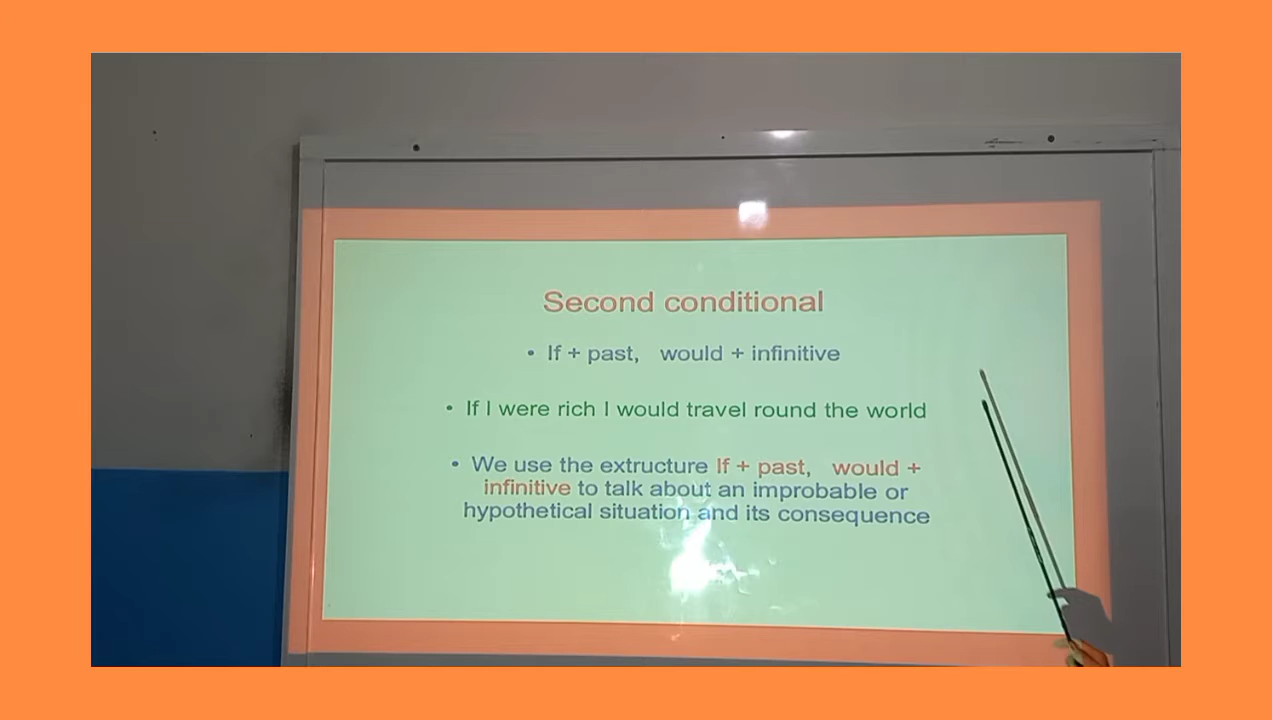 Second conditional
• If + past, would + infinitive
• If I were rich I would travel round the world
• We use the extructure If + past, would +
infinitive to talk about an improbable or
hypothetical situation and its consequence